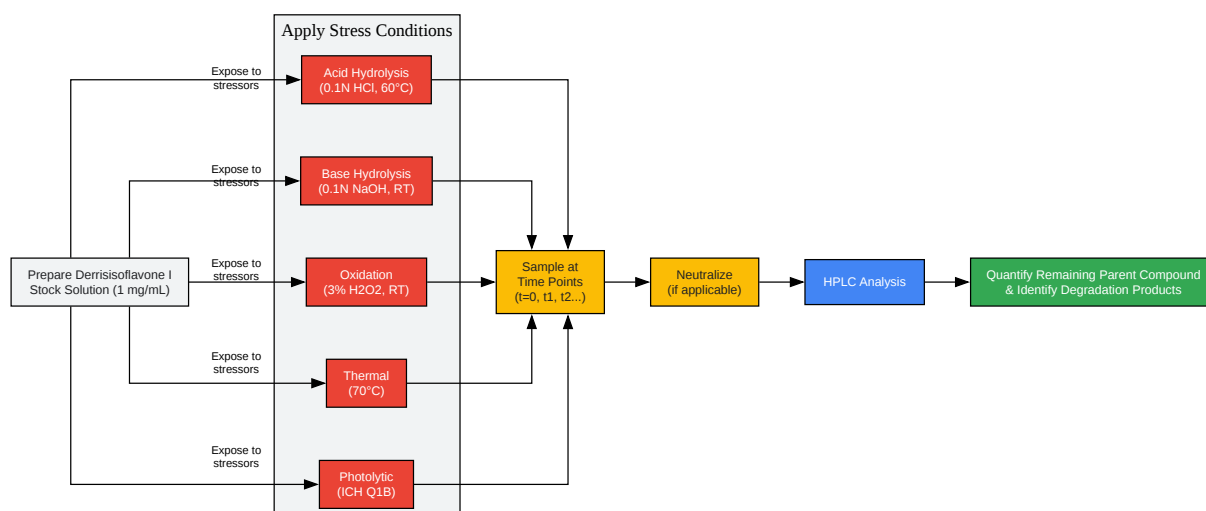 Apply Stress Conditions
Expose to
stressors
Acid Hydrolysis
(0.1N HCl, 60°C)
Expose to
stressors
Base Hydrolysis
(0.1N NaOH, RT)
Prepare Derrisisoflavone I
Stock Solution (1 mg/mL)
Expose to
stressors
Oxidation
(3% H2O2, RT)
Sample at
Time Points
(t=0, t1, t2...)
Neutralize
(if applicable)
HPLC Analysis
Quantify Remaining Parent Compound
& Identify Degradation Products
Expose to
stressors
Thermal
(70°C)
Expose to
stressors
Photolytic
(ICH Q1B)